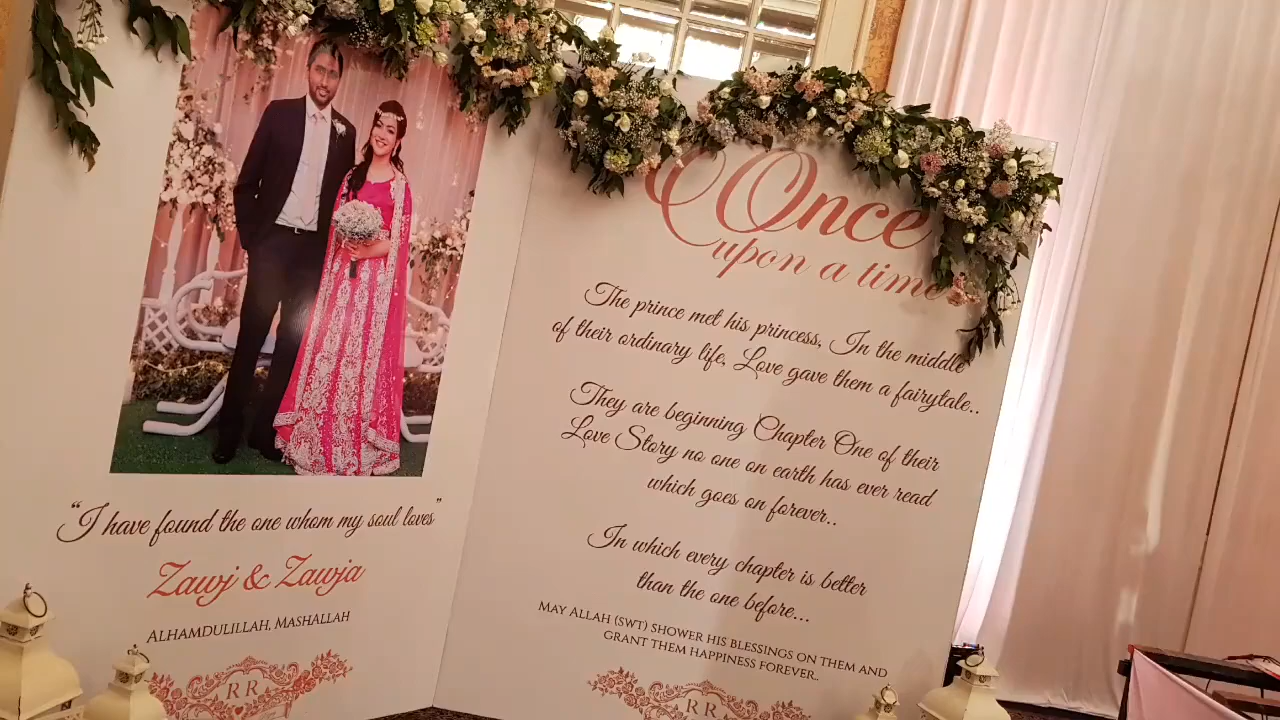 "I have found the one whom my soul loves"
Zawj & Zawja
ALHAMDULILLAH, MASHALLAH
RR
Once
upon a time
The prince met his princess, In the middle
of their ordinary life, Love gave them a fairytale..
They are beginning Chapter One of their
Love Story no one on earth has ever read
which goes on forever..
In which every chapter is better
than the one before...
MAY ALLAH (SWT) SHOWER HIS BLESSINGS ON THEM AND
GRANT THEM HAPPINESS FOREVER..
RR